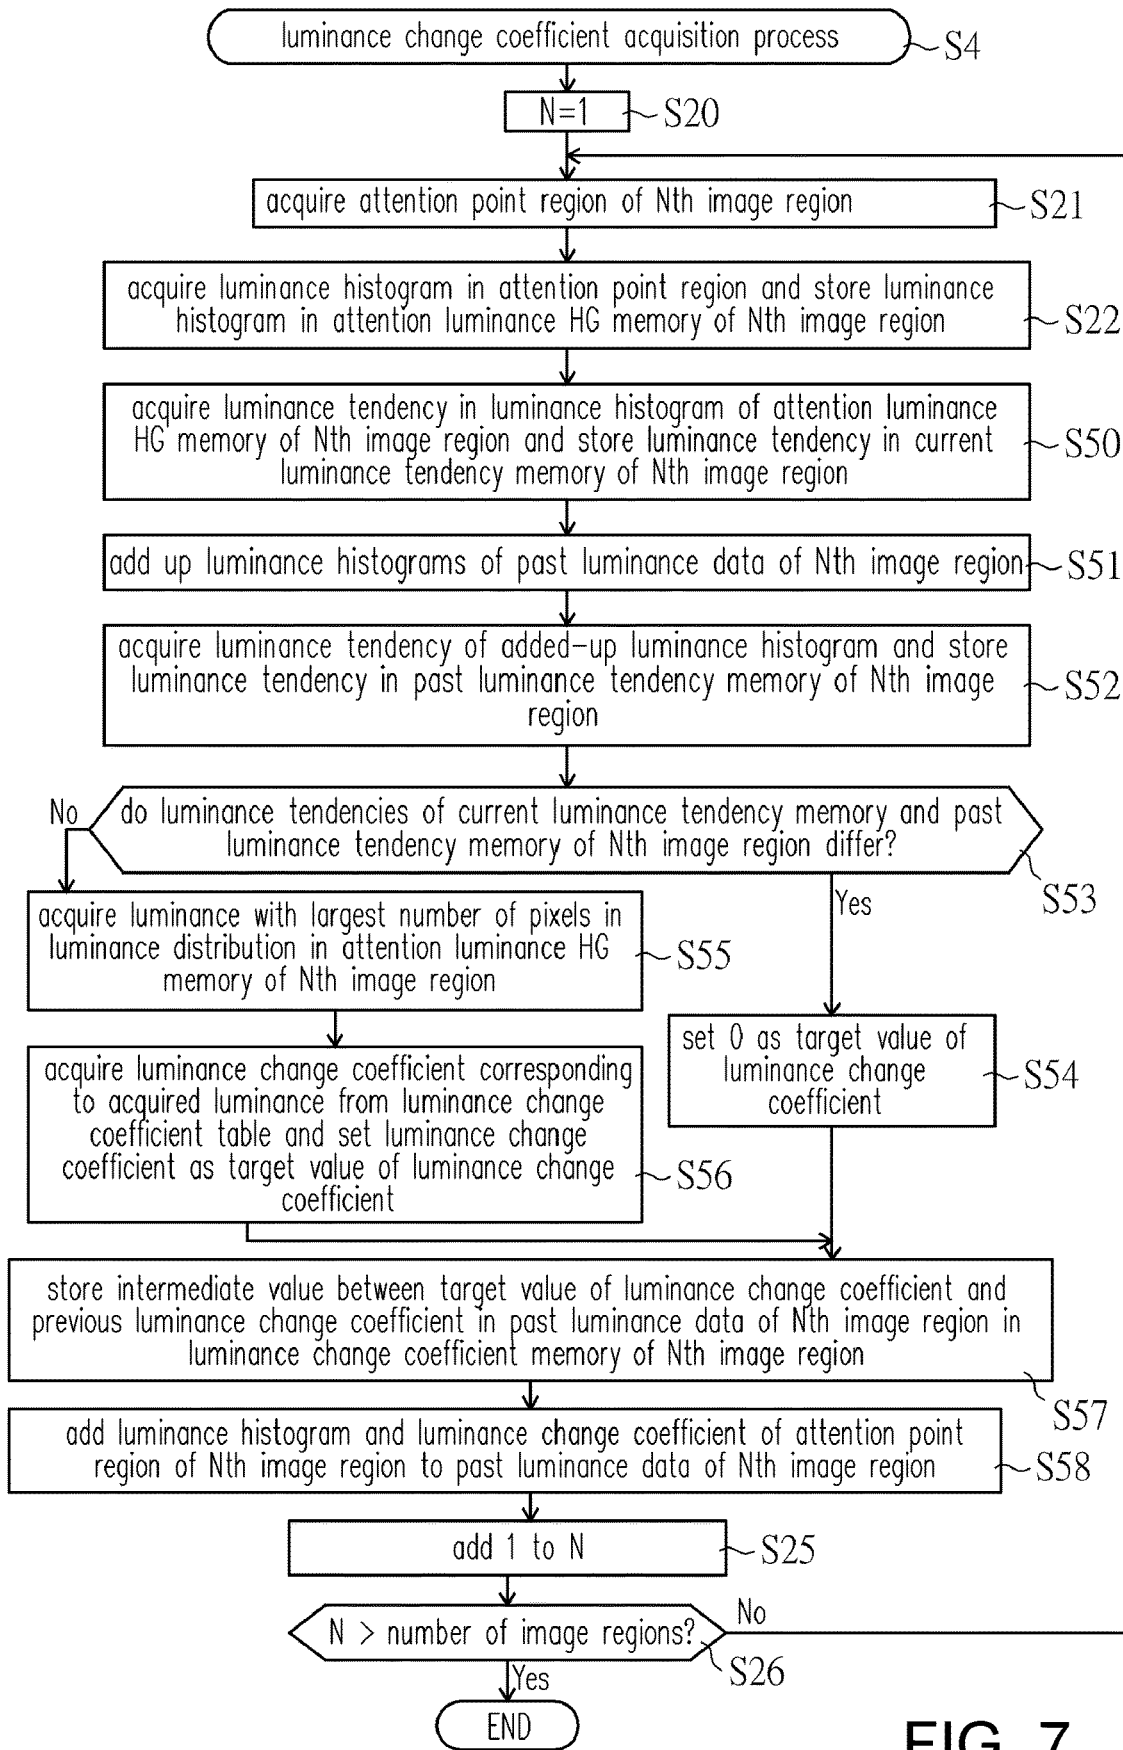 luminance change coefficient acquisition process
S4
N=1
S20
acquire attention point region of Nth image region
S21
acquire luminance histogram in attention point region and store luminance
histogram in attention luminance HG memory of Nth image region
S22
acquire luminance tendency in luminance histogram of attention luminance
HG memory of Nth image region and store luminance tendency in current
luminance tendency memory of Nth image region
S50
add up luminance histograms of past luminance data of Nth image region
S51
acquire luminance tendency of added-up luminance histogram and store
luminance tendency in past luminance tendency memory of Nth image
region
S52
do luminance tendencies of current luminance tendency memory and past
luminance tendency memory of Nth image region differ?
S53
No
Yes
acquire luminance with largest number of pixels in
luminance distribution in attention luminance HG
memory of Nth image region
S55
set 0 as target value of
luminance change
coefficient
S54
acquire luminance change coefficient corresponding
to acquired luminance from luminance change
coefficient table and set luminance change
coefficient as target value of luminance change
coefficient
S56
store intermediate value between target value of luminance change coefficient and
previous luminance change coefficient in past luminance data of Nth image region in
luminance change coefficient memory of Nth image region
S57
add luminance histogram and luminance change coefficient of attention point
region of Nth image region to past luminance data of Nth image region
S58
add 1 to N
S25
N > number of image regions?
S26
No
Yes
END
FIG. 7